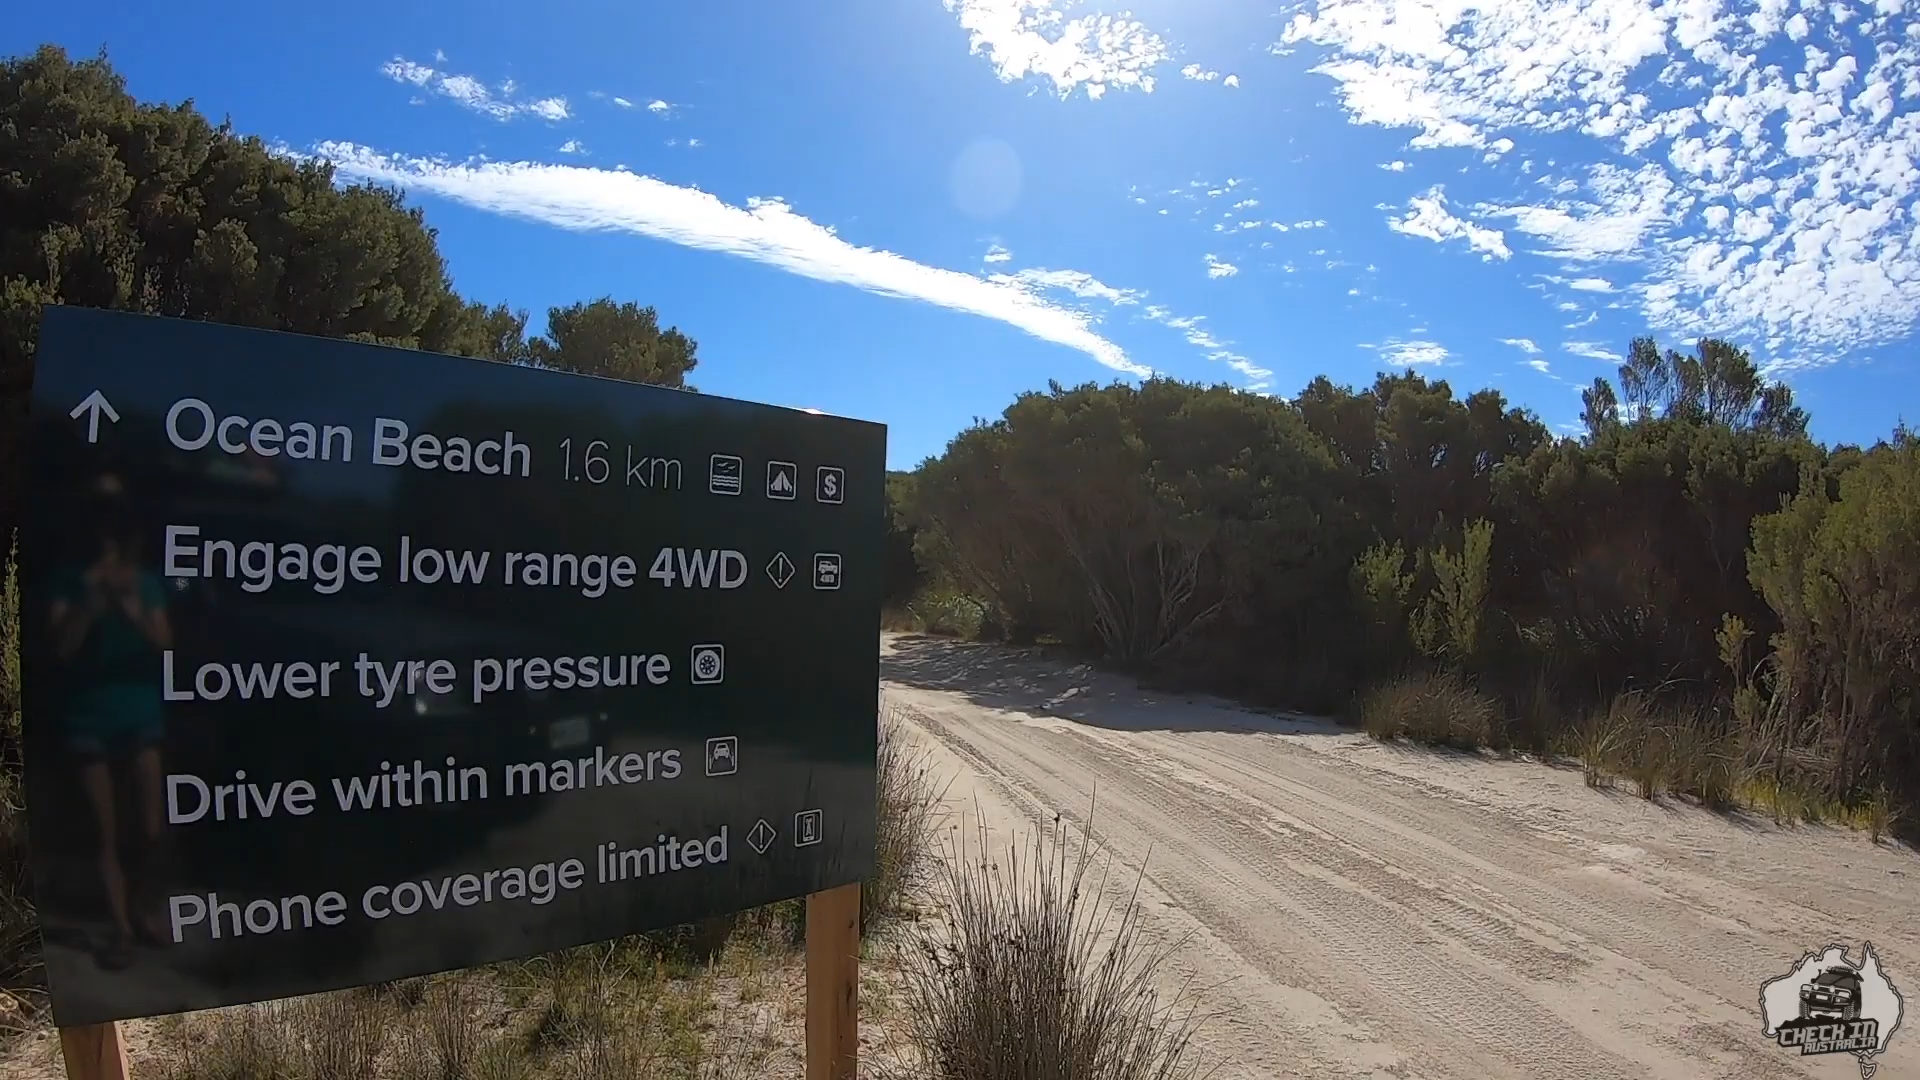 Ocean Beach 1.6 km $
Engage low range 4WD ! 4WD
Lower tyre pressure
Drive within markers
Phone coverage limited !
CHECK IN
AUSTRALIA